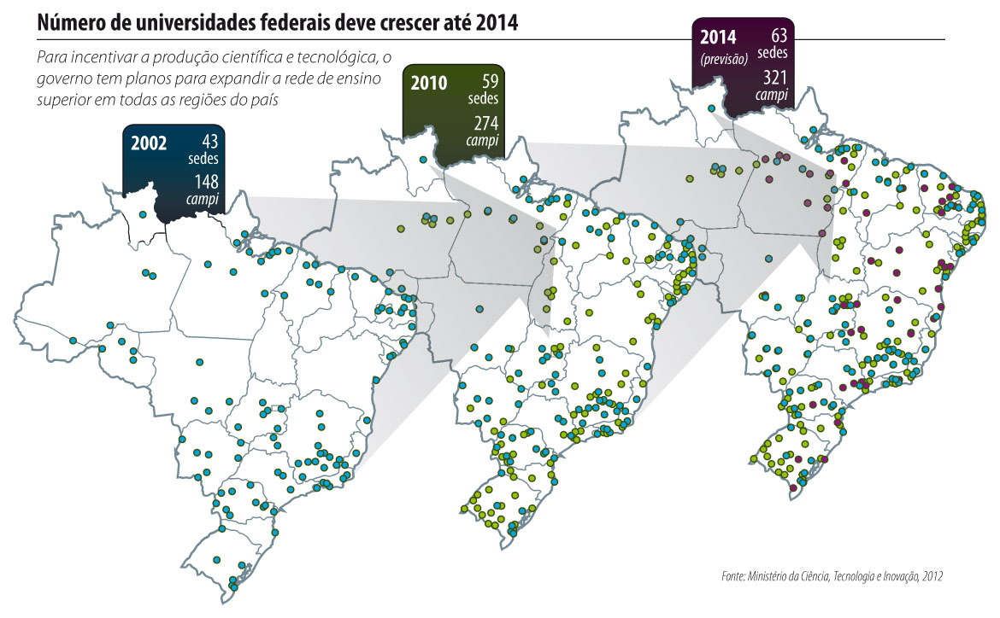 Número de universidades federais deve crescer até 2014
Para incentivar a produção científica e tecnológica, o
governo tem planos para expandir a rede de ensino
superior em todas as regiões do país
2002
43
sedes
148
campi
2010
59
sedes
274
campi
2014
(previsão)
63
sedes
321
campi
Fonte: Ministério da Ciência, Tecnologia e Inovação, 2012